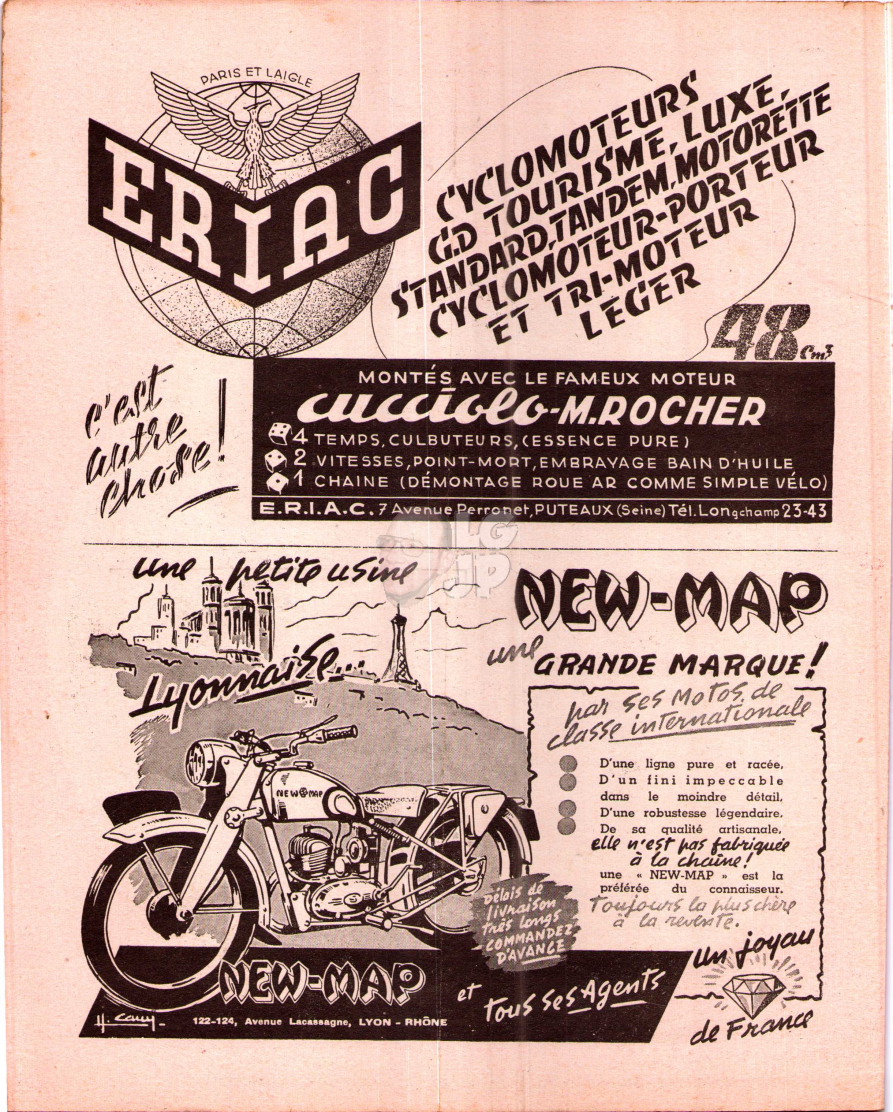 PARIS ET LAIGLE
ERIAC
CYCLOMOTEURS
G.D TOURISME, LUXE,
STANDARD, TANDEM, MOTORETTE
CYCLOMOTEUR-PORTEUR
ET TRI-MOTEUR
LEGER
48 cm3
c'est
autre
chose!
MONTÉS AVEC LE FAMEUX MOTEUR
cucciolo-M.ROCHER
4 TEMPS, CULBUTEURS, (ESSENCE PURE)
2 VITESSES, POINT-MORT, EMBRAYAGE BAIN D'HUILE
1 CHAINE (DÉMONTAGE ROUE AR COMME SIMPLE VÉLO)
E.R.I.A.C. 7 Avenue Perronet, PUTEAUX (Seine) Tél. Longchamp 23-43
LG
JP
une petite usine
Lyonnaise...
NEW-MAP
une
GRANDE MARQUE!
par ses motos de
classe internationale
D'une ligne pure et racée,
D'un fini impeccable
dans le moindre détail,
D'une robustesse légendaire,
De sa qualité artisanale,
elle n'est pas fabriquée
à la chaîne!
une « NEW-MAP » est la
préférée du connaisseur.
Toujours la plus chère
à la revente.
NEW MAP
Délais de
livraison
très longs
COMMANDEZ
D'AVANCE
un joyau
de France
NEW-MAP
et tous ses Agents
H. Couy.
122-124, Avenue Lacassagne, LYON - RHÔNE